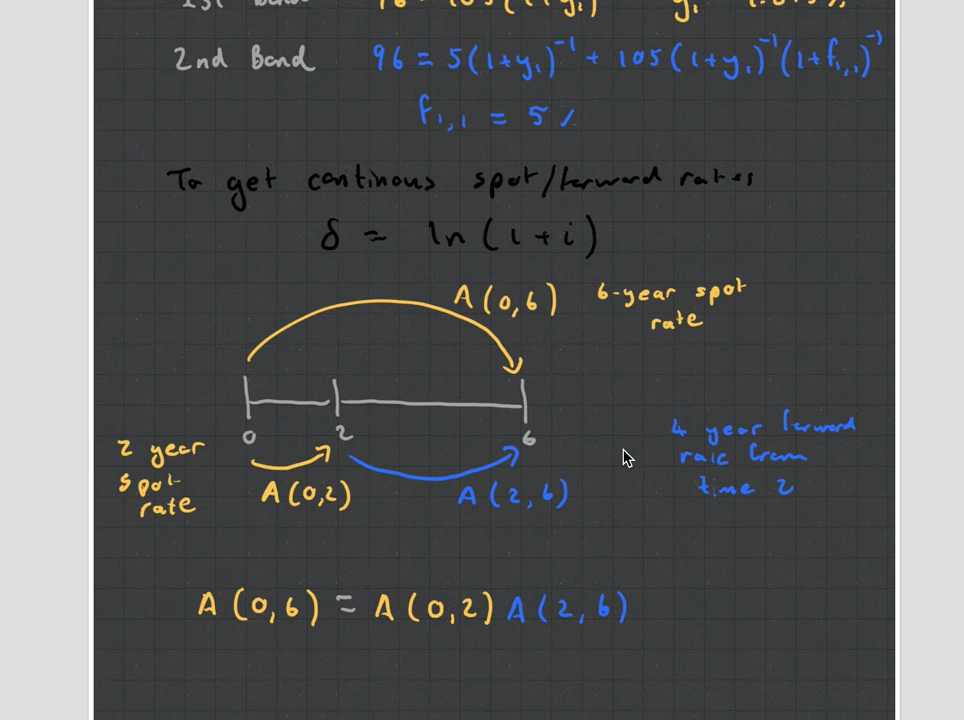 2nd Bond 96 = 5(1+y₁)⁻¹ + 105(1+y₁)⁻¹(1+f₁,₁)⁻¹
f₁,₁ = 5%
To get continous spot/forward rates
δ = ln(1+i)
A(0,6) 6-year spot
rate
0 2 6
2 year
spot
rate
A(0,2)
A(2,6)
4 year forward
rate from
time 2
A(0,6) = A(0,2) A(2,6)